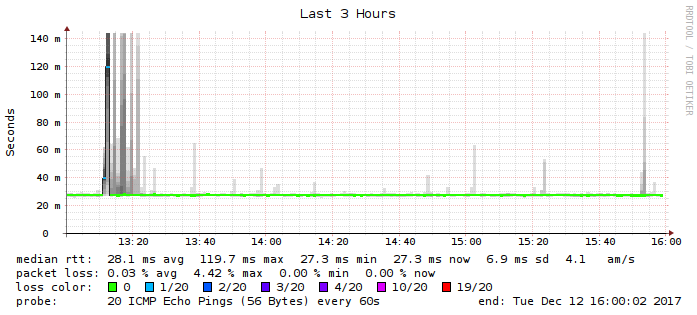 Last 3 Hours
RRDTOOL / TOBI OETIKER
Seconds
140 m
120 m
100 m
80 m
60 m
40 m
20 m
0
13:20 13:40 14:00 14:20 14:40 15:00 15:20 15:40 16:00
median rtt: 28.1 ms avg 119.7 ms max 27.3 ms min 27.3 ms now 6.9 ms sd 4.1 am/s
packet loss: 0.03 % avg 4.42 % max 0.00 % min 0.00 % now
loss color: 0 1/20 2/20 3/20 4/20 10/20 19/20
probe: 20 ICMP Echo Pings (56 Bytes) every 60s end: Tue Dec 12 16:00:02 2017